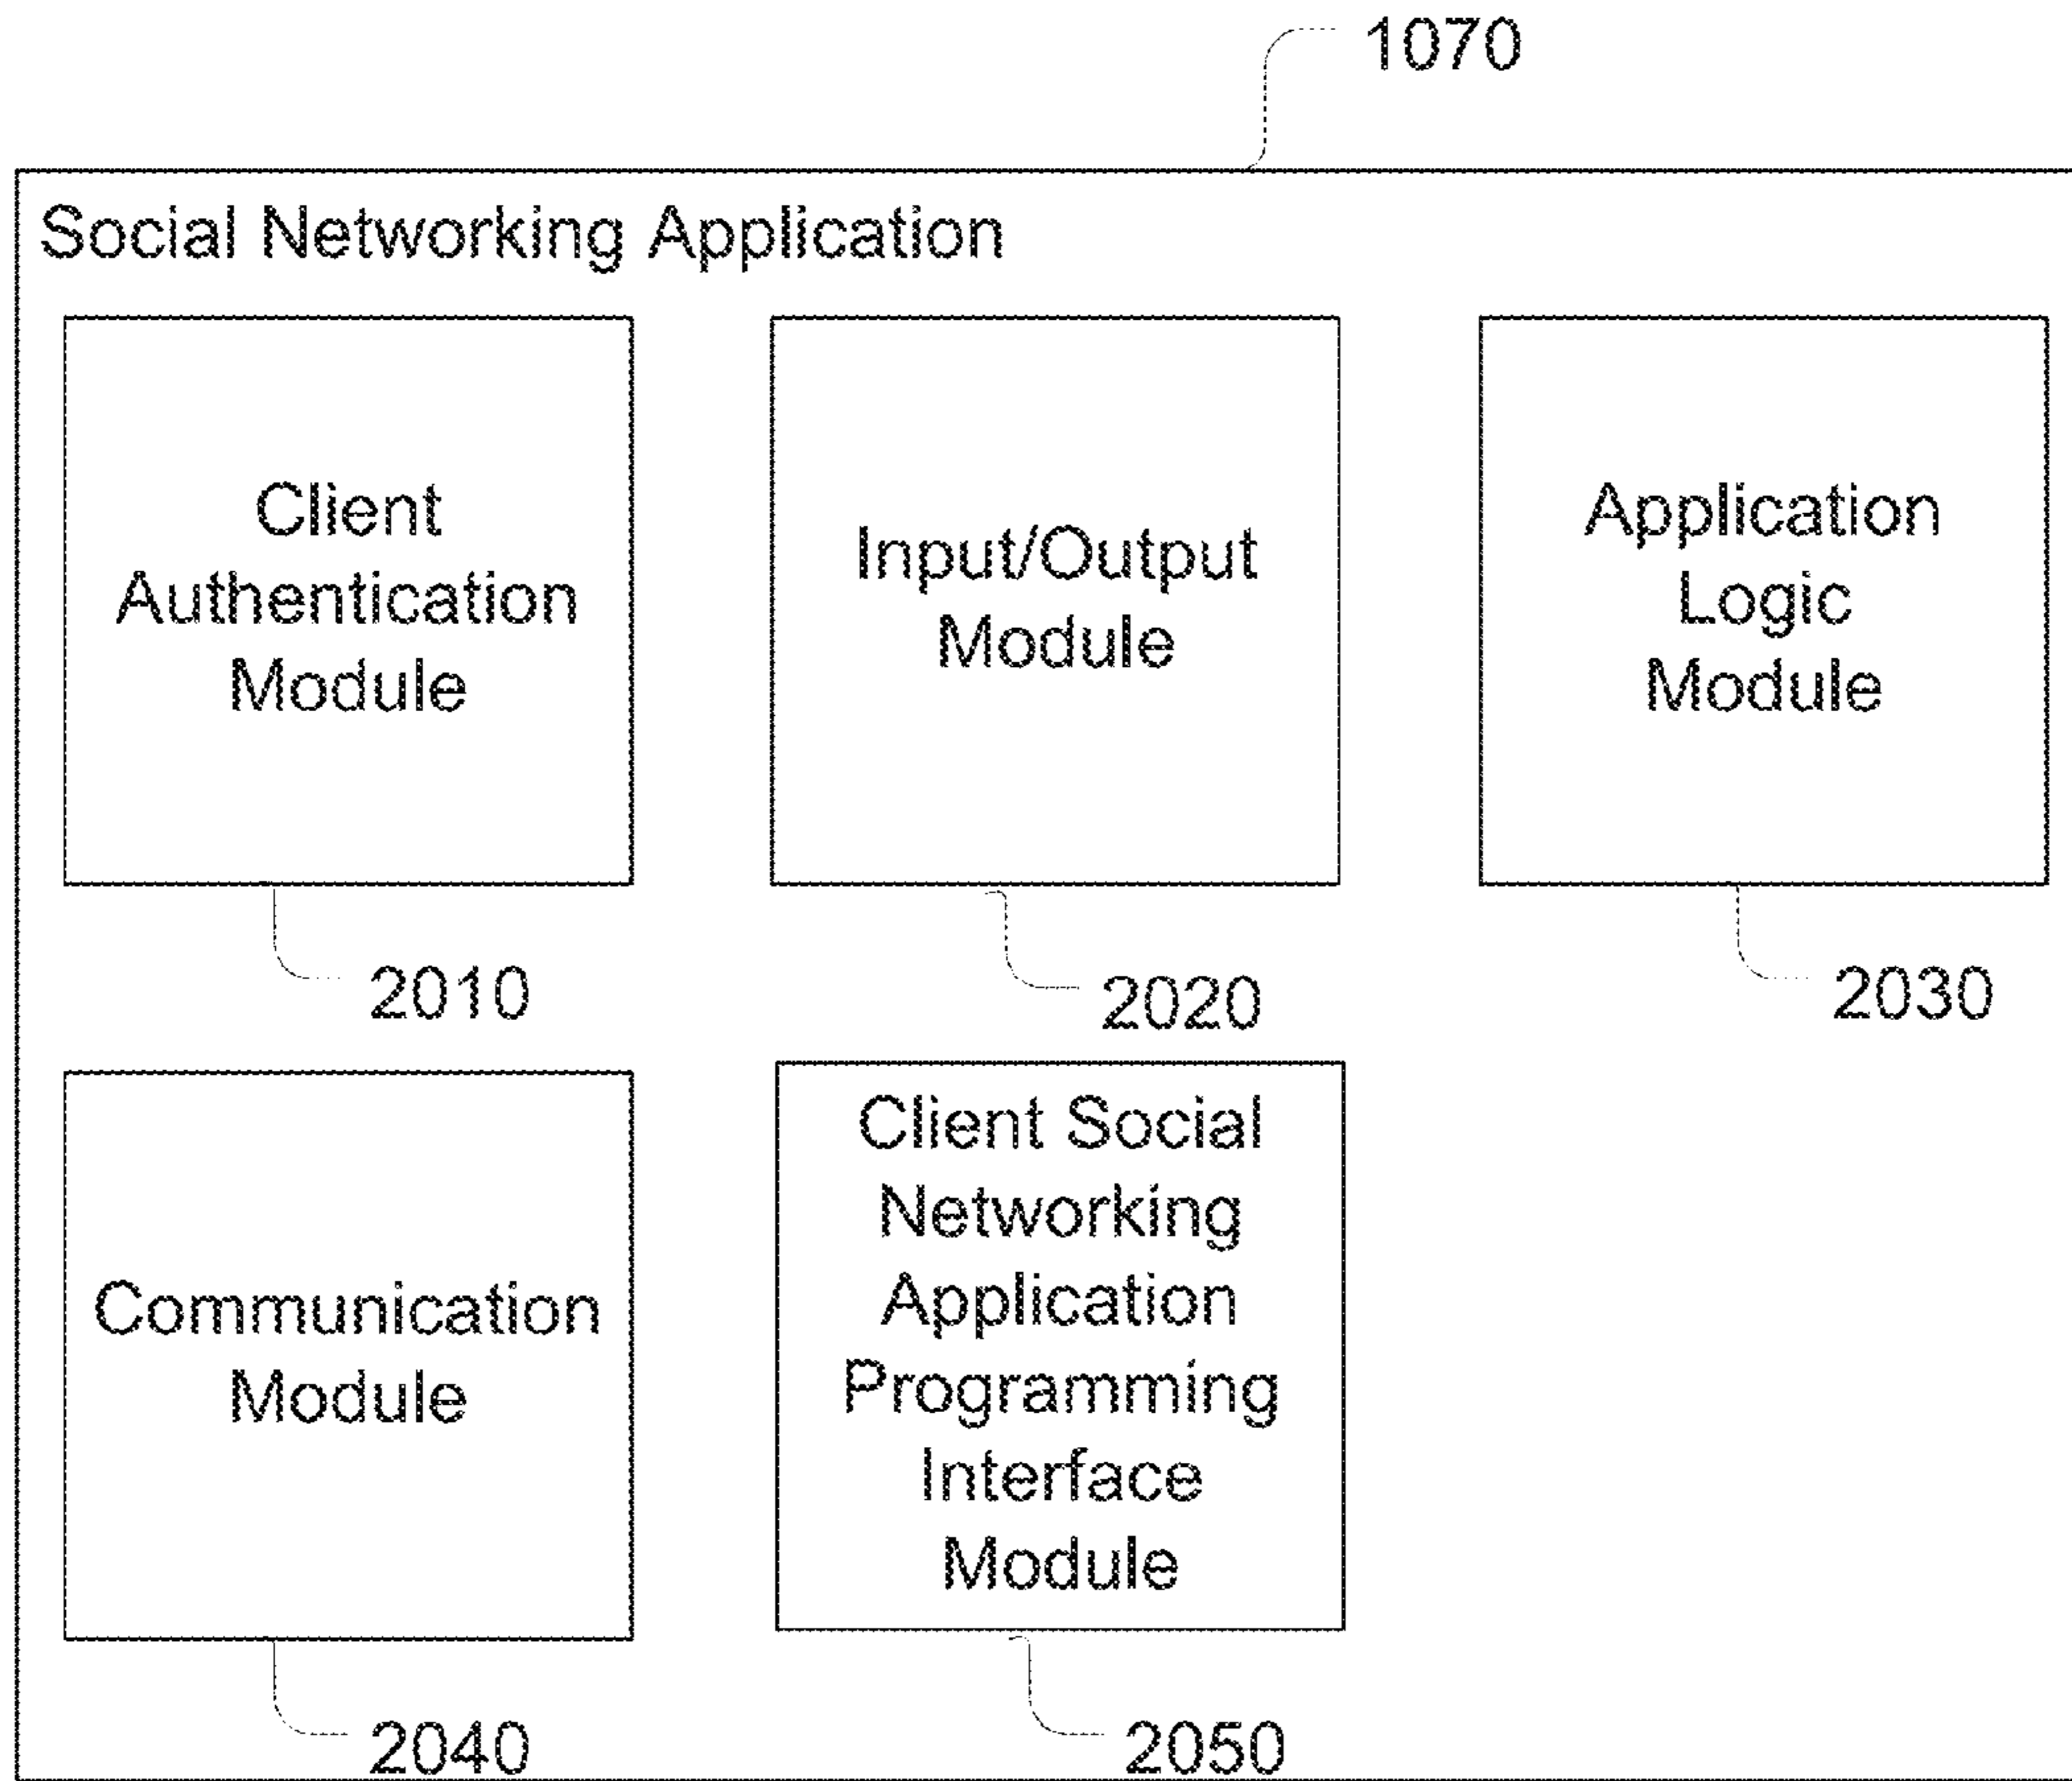 1070
Social Networking Application
Client
Authentication
Module
Input/Output
Module
Application
Logic
Module
2010
2020
2030
Communication
Module
Client Social
Networking
Application
Programming
Interface
Module
2040
2050